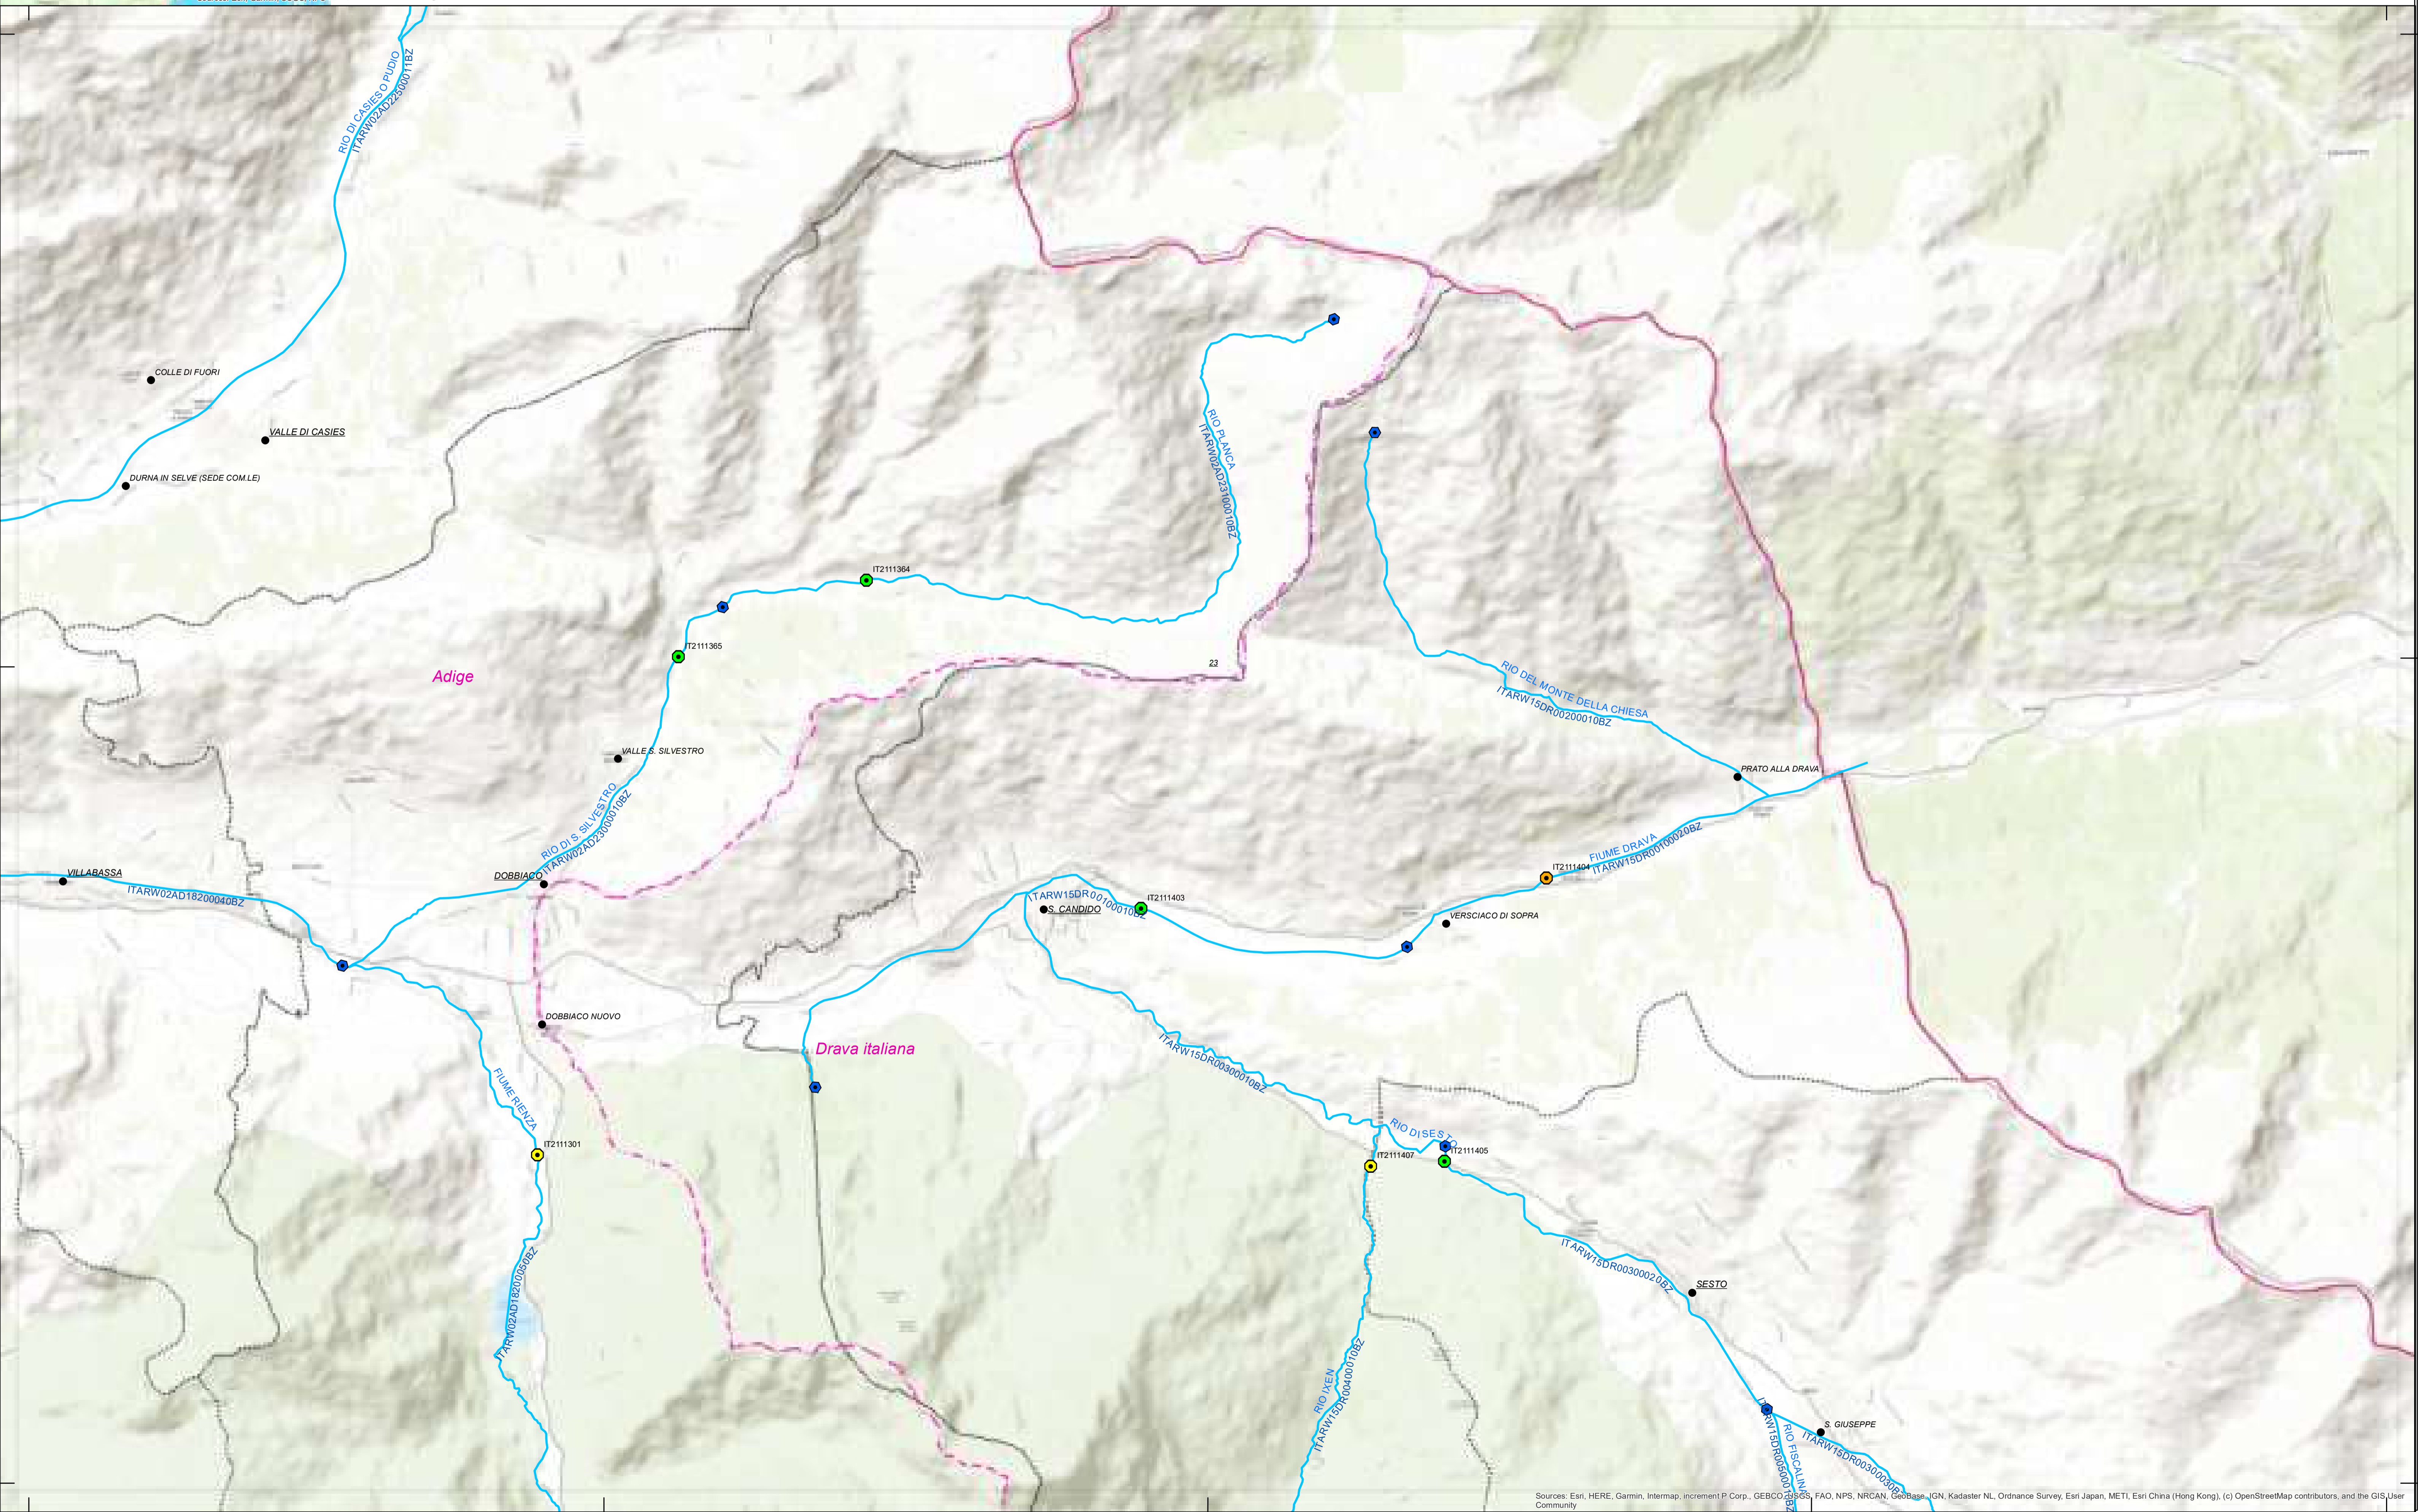 RIO DI CASIES O PUDIO
ITARW02AD22500011BZ
COLLE DI FUORI
VALLE DI CASIES
DURNA IN SELVE (SEDE COM.LE)
RIO PLANCA
ITARW02AD23100010BZ
IT2111364
IT2111365
Adige
23
RIO DEL MONTE DELLA CHIESA
ITARW15DR00200010BZ
VALLE S. SILVESTRO
PRATO ALLA DRAVA
RIO DI S. SILVESTRO
ITARW02AD23000010BZ
FIUME DRAVA
ITARW15DR00100020BZ
IT2111404
VILLABASSA
DOBBIACO
ITARW02AD18200040BZ
ITARW15DR00100010BZ
IT2111403
S. CANDIDO
VERSCIACO DI SOPRA
DOBBIACO NUOVO
Drava italiana
ITARW15DR00300010BZ
FIUME RIENZA
IT2111301
RIO DI SESTO
IT2111407
IT2111405
ITARW02AD18200050BZ
ITARW15DR00300020BZ
SESTO
RIO IXEN
ITARW15DR00400010BZ
S. GIUSEPPE
RIO FISCALINA
ITARW15DR00500010BZ
ITARW15DR00300030BZ
Sources: Esri, HERE, Garmin, Intermap, increment P Corp., GEBCO, USGS, FAO, NPS, NRCAN, GeoBase, IGN, Kadaster NL, Ordnance Survey, Esri Japan, METI, Esri China (Hong Kong), (c) OpenStreetMap contributors, and the GIS User
Community